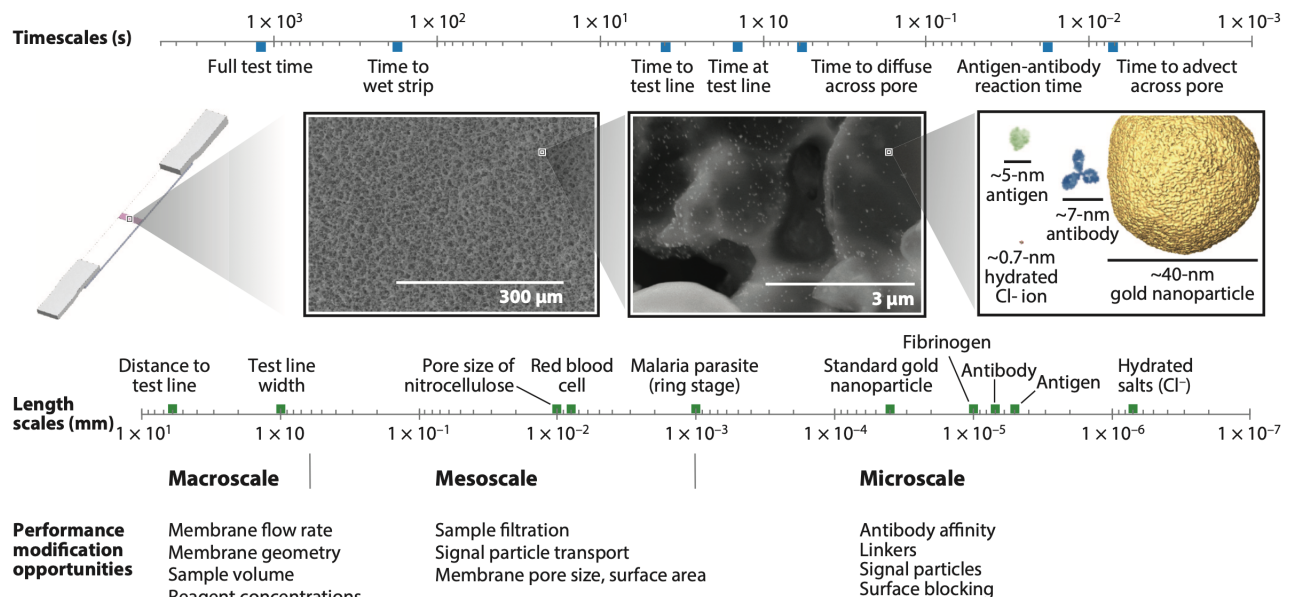 Timescales (s)
1 × 10³ 1 × 10² 1 × 10¹ 1 × 10 1 × 10⁻¹ 1 × 10⁻² 1 × 10⁻³
Full test time
Time to
wet strip
Time to
test line
Time at
test line
Time to diffuse
across pore
Antigen-antibody
reaction time
Time to advect
across pore
300 µm
3 µm
~5-nm
antigen
~7-nm
antibody
~0.7-nm
hydrated
Cl- ion
~40-nm
gold nanoparticle
Length
scales (mm)
Distance to
test line
Test line
width
Pore size of
nitrocellulose
Red blood
cell
Malaria parasite
(ring stage)
Standard gold
nanoparticle
Fibrinogen
Antibody
Antigen
Hydrated
salts (Cl⁻)
1 × 10¹ 1 × 10 1 × 10⁻¹ 1 × 10⁻² 1 × 10⁻³ 1 × 10⁻⁴ 1 × 10⁻⁵ 1 × 10⁻⁶ 1 × 10⁻⁷
Macroscale
Mesoscale
Microscale
Performance
modification
opportunities
Membrane flow rate
Membrane geometry
Sample volume
Reagent concentrations
Sample filtration
Signal particle transport
Membrane pore size, surface area
Antibody affinity
Linkers
Signal particles
Surface blocking